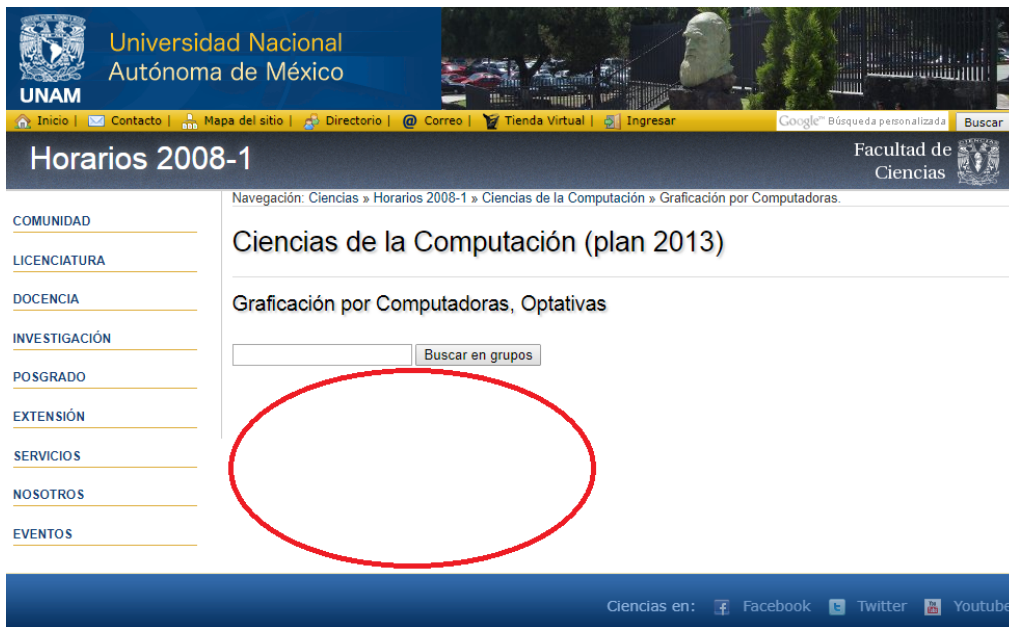 Universidad Nacional
Autónoma de México
UNAM
Inicio | Contacto | Mapa del sitio | Directorio | Correo | Tienda Virtual | Ingresar
Google™ Búsqueda personalizada Buscar
Horarios 2008-1
Facultad de
Ciencias
Navegación: Ciencias » Horarios 2008-1 » Ciencias de la Computación » Graficación por Computadoras.
COMUNIDAD
LICENCIATURA
DOCENCIA
INVESTIGACIÓN
POSGRADO
EXTENSIÓN
SERVICIOS
NOSOTROS
EVENTOS
Ciencias de la Computación (plan 2013)
Graficación por Computadoras, Optativas
Buscar en grupos
Ciencias en: Facebook Twitter Youtube